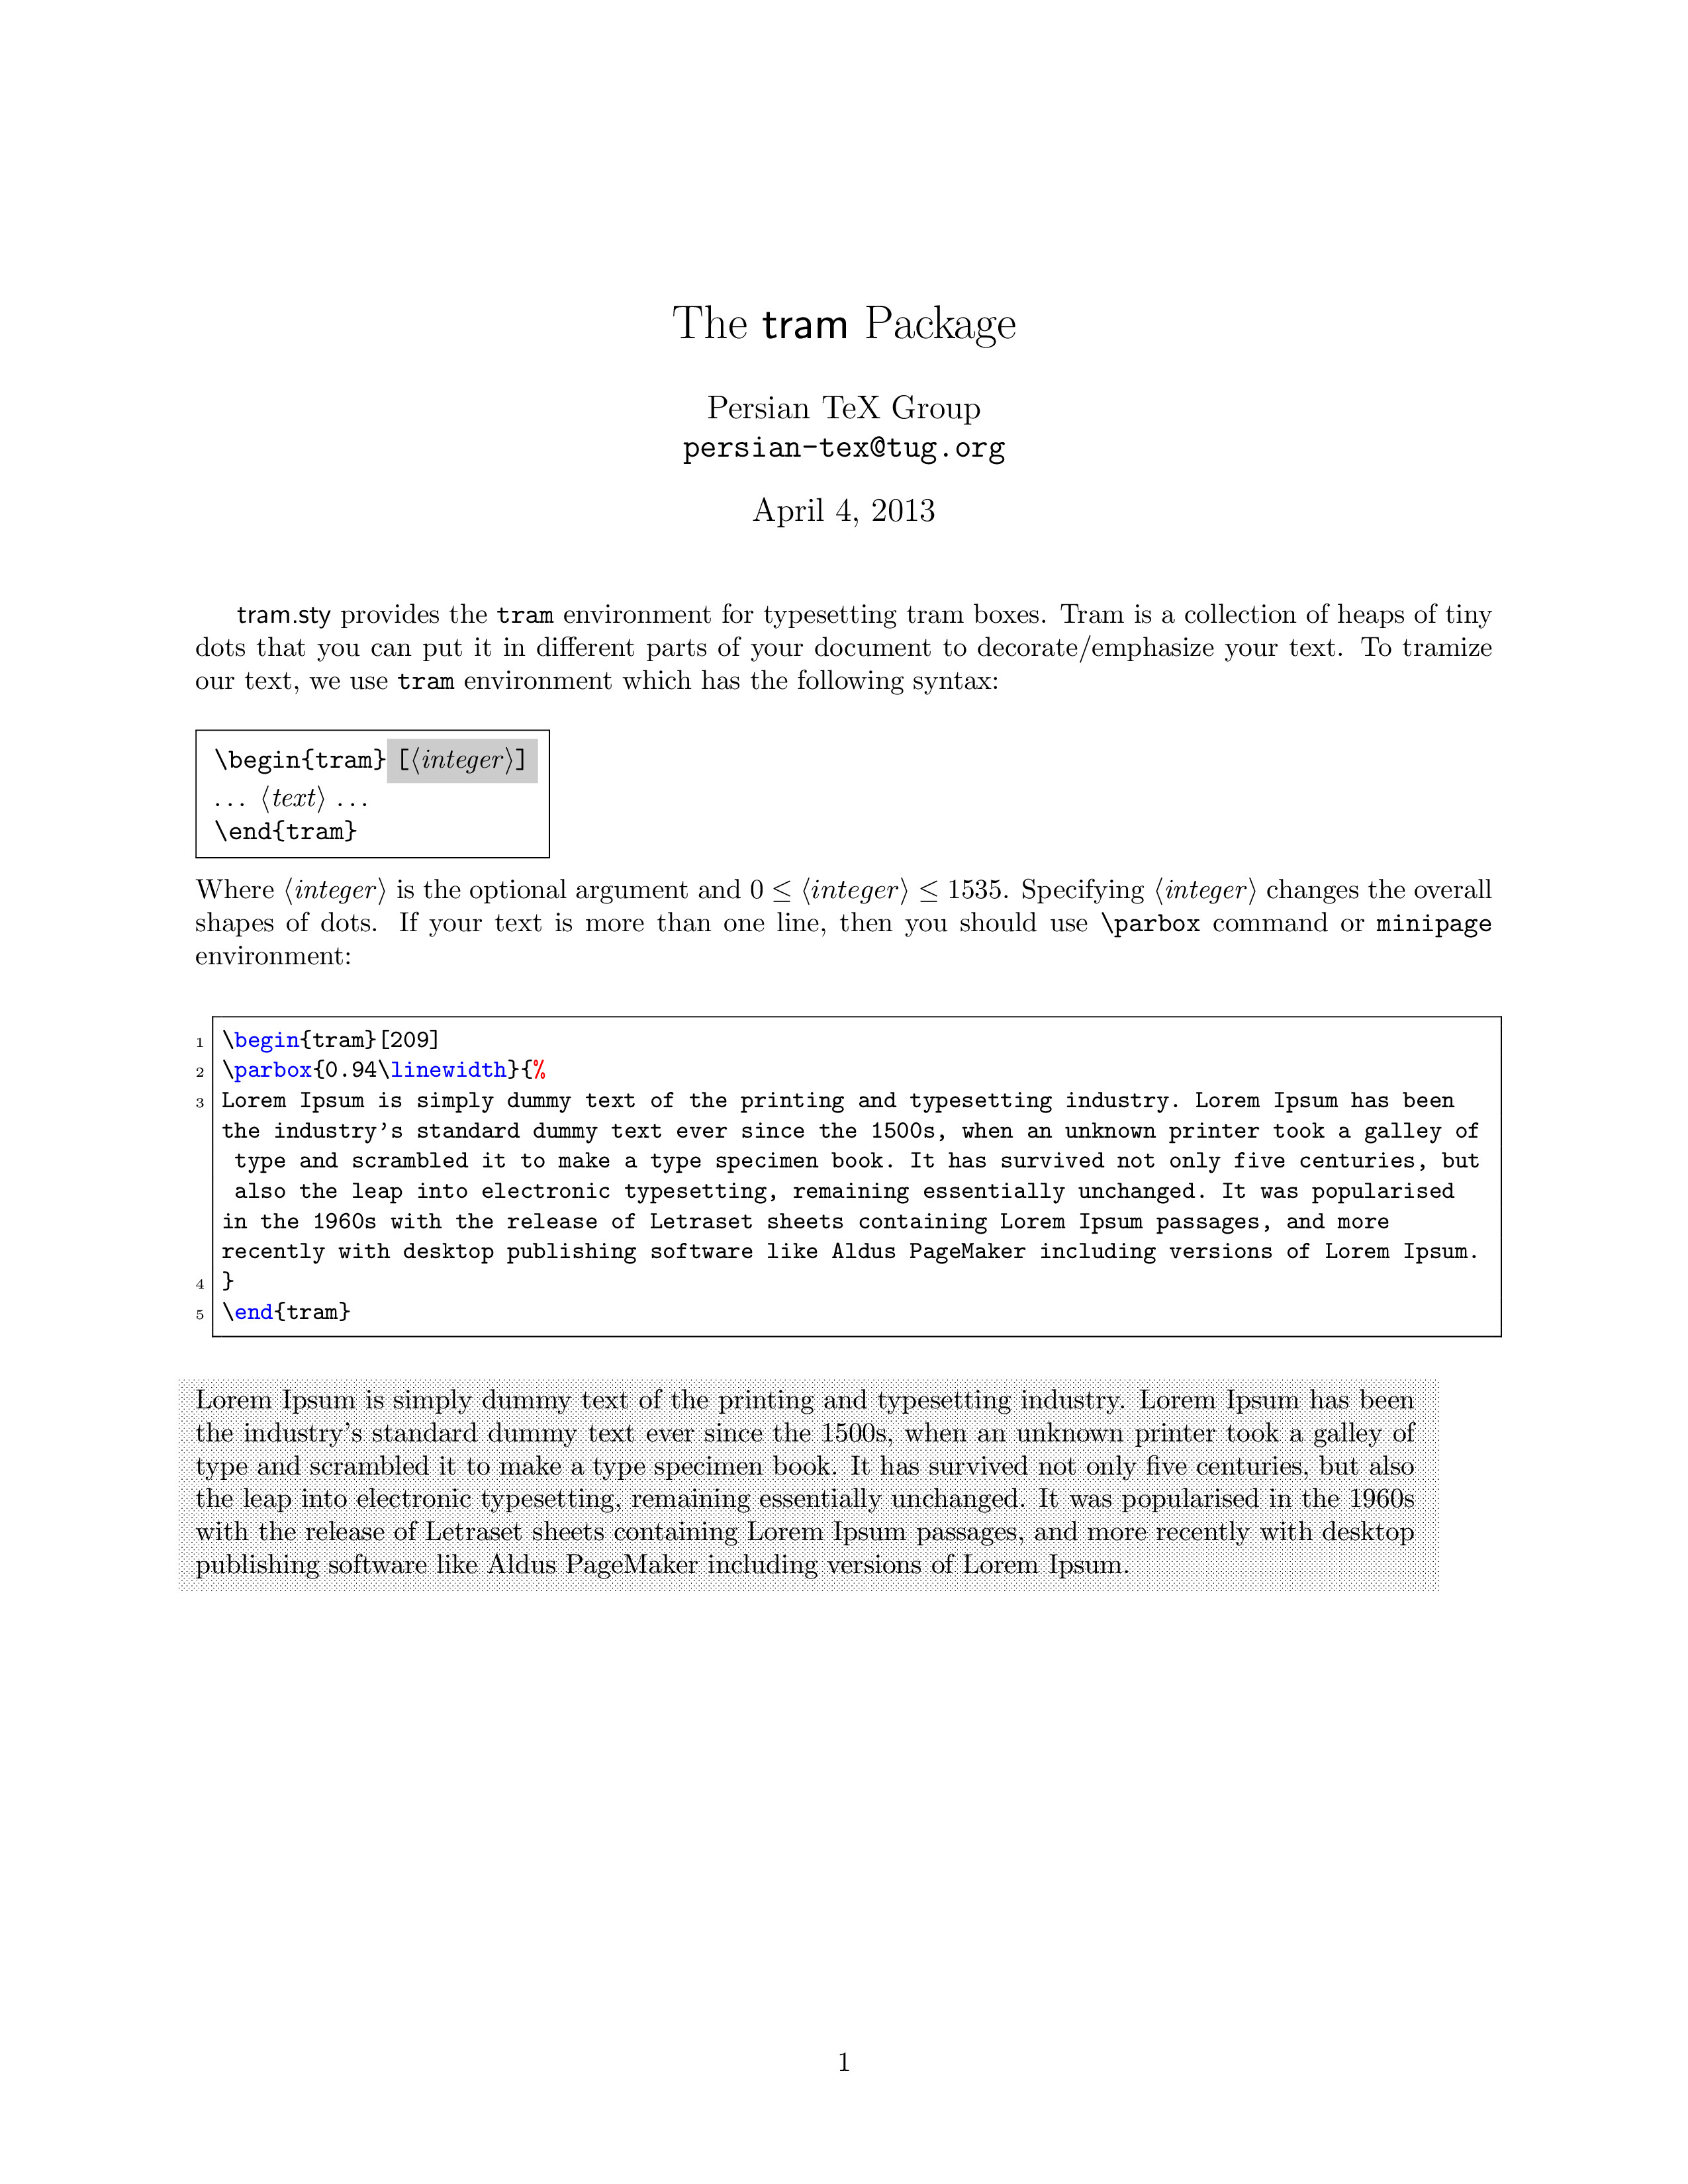 The tram Package
Persian TeX Group
persian-tex@tug.org
April 4, 2013
tram.sty provides the tram environment for typesetting tram boxes. Tram is a collection of heaps of tiny
dots that you can put it in different parts of your document to decorate/emphasize your text. To tramize
our text, we use tram environment which has the following syntax:
\begin{tram} [⟨integer⟩]
... ⟨text⟩ ...
\end{tram}
Where ⟨integer⟩ is the optional argument and 0 ≤ ⟨integer⟩ ≤ 1535. Specifying ⟨integer⟩ changes the overall
shapes of dots. If your text is more than one line, then you should use \parbox command or minipage
environment:
1 \begin{tram}[209]
2 \parbox{0.94\linewidth}{%
3 Lorem Ipsum is simply dummy text of the printing and typesetting industry. Lorem Ipsum has been
the industry's standard dummy text ever since the 1500s, when an unknown printer took a galley of
type and scrambled it to make a type specimen book. It has survived not only five centuries, but
also the leap into electronic typesetting, remaining essentially unchanged. It was popularised
in the 1960s with the release of Letraset sheets containing Lorem Ipsum passages, and more
recently with desktop publishing software like Aldus PageMaker including versions of Lorem Ipsum.
4 }
5 \end{tram}
Lorem Ipsum is simply dummy text of the printing and typesetting industry. Lorem Ipsum has been
the industry's standard dummy text ever since the 1500s, when an unknown printer took a galley of
type and scrambled it to make a type specimen book. It has survived not only five centuries, but also
the leap into electronic typesetting, remaining essentially unchanged. It was popularised in the 1960s
with the release of Letraset sheets containing Lorem Ipsum passages, and more recently with desktop
publishing software like Aldus PageMaker including versions of Lorem Ipsum.
1